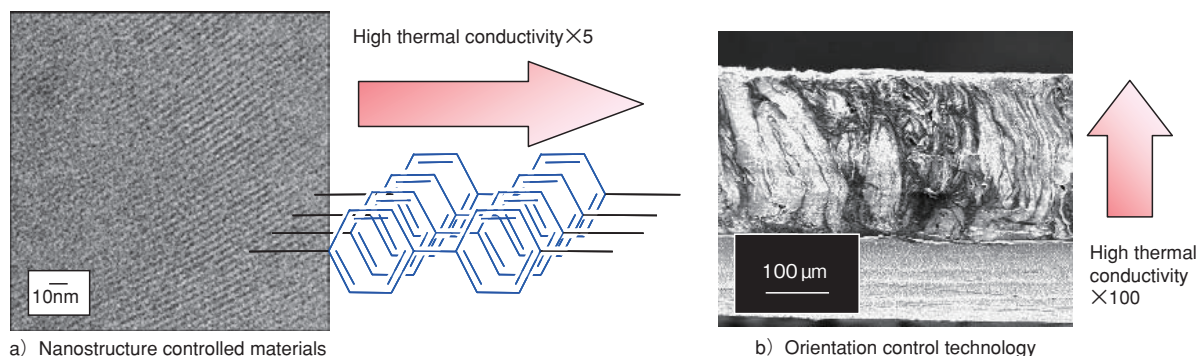 High thermal conductivity×5
10nm
a) Nanostructure controlled materials
100 µm
High thermal
conductivity
×100
b) Orientation control technology